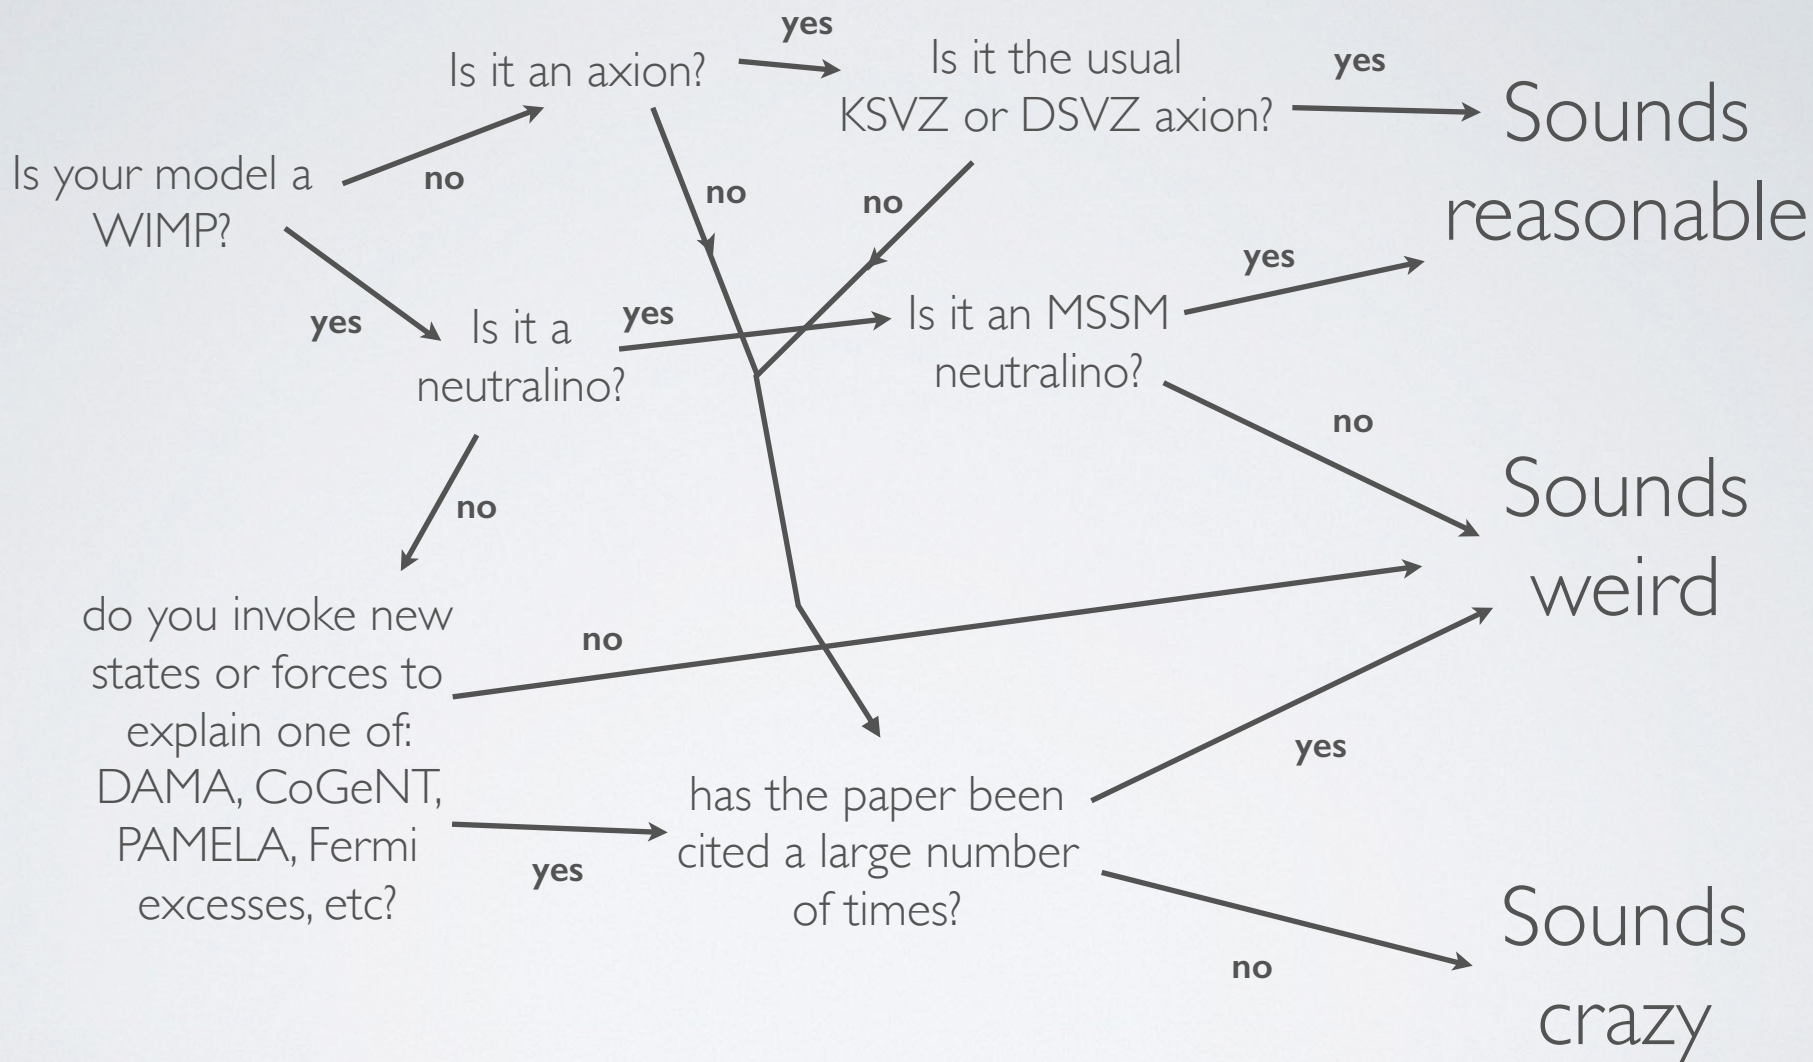 yes
Is it an axion?
Is it the usual
KSVZ or DSVZ axion?
yes
Sounds
reasonable
Is your model a
WIMP?
no
no
no
yes
yes
Is it a
neutralino?
yes
Is it an MSSM
neutralino?
no
no
Sounds
weird
do you invoke new
states or forces to
explain one of:
DAMA, CoGeNT,
PAMELA, Fermi
excesses, etc?
no
yes
has the paper been
cited a large number
of times?
yes
no
Sounds
crazy